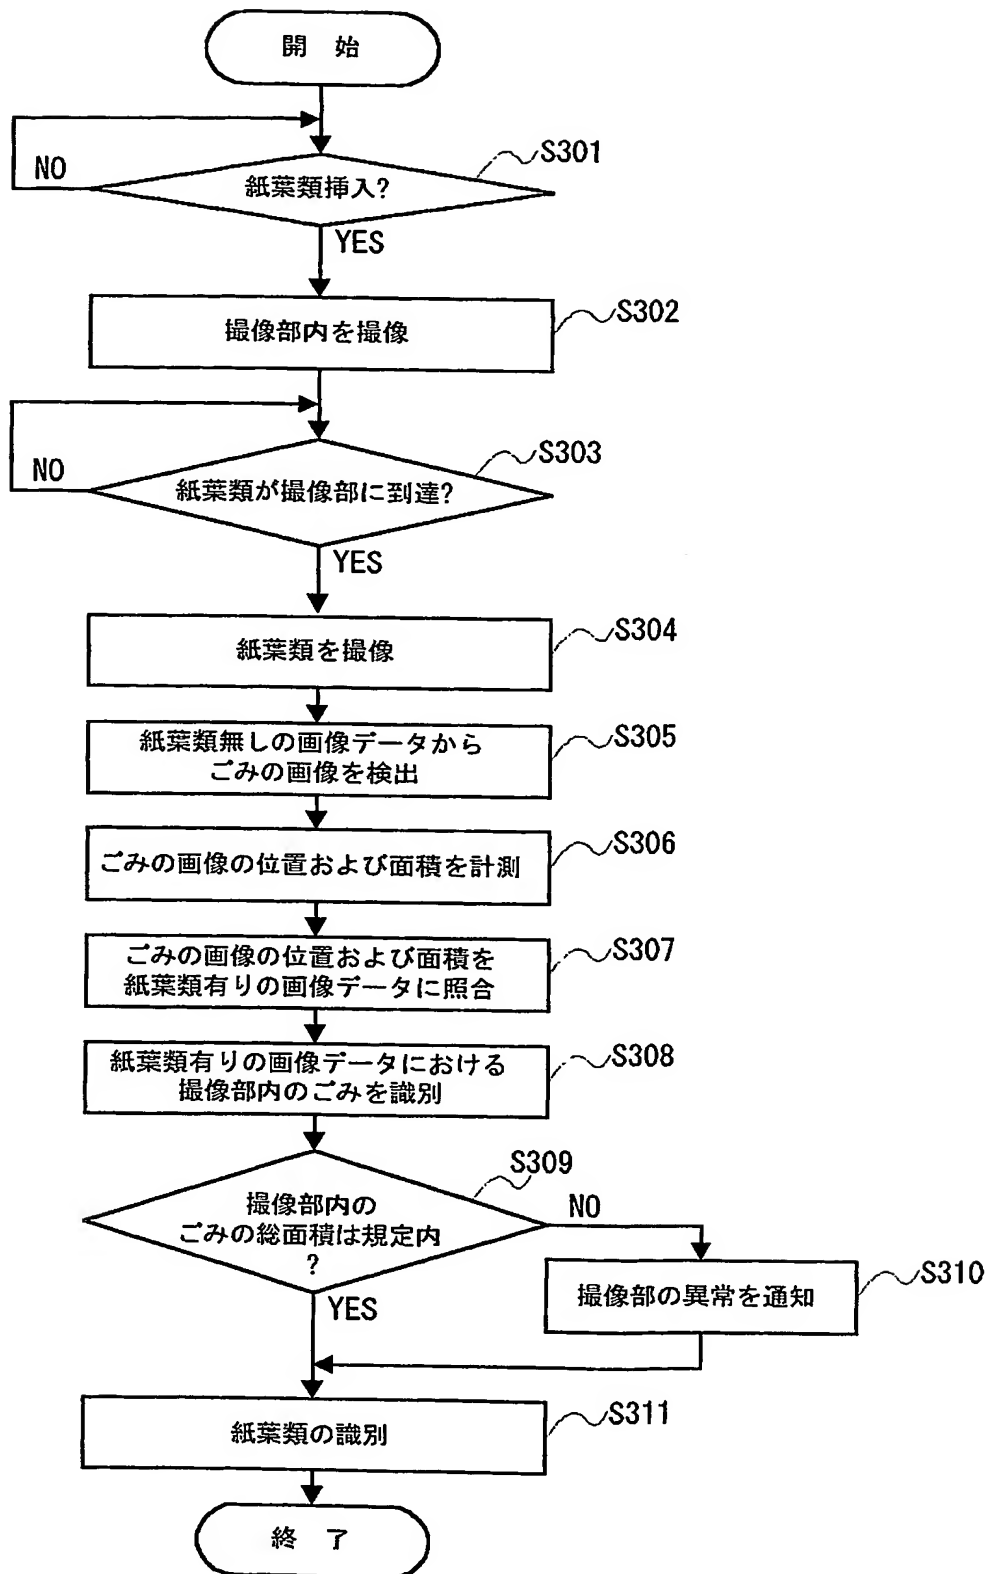 開 始
S301
紙葉類挿入?
NO
YES
S302
撮像部内を撮像
S303
紙葉類が撮像部に到達?
NO
YES
S304
紙葉類を撮像
S305
紙葉類無しの画像データから
ごみの画像を検出
S306
ごみの画像の位置および面積を計測
S307
ごみの画像の位置および面積を
紙葉類有りの画像データに照合
S308
紙葉類有りの画像データにおける
撮像部内のごみを識別
S309
撮像部内の
ごみの総面積は規定内
?
NO
YES
S310
撮像部の異常を通知
S311
紙葉類の識別
終 了